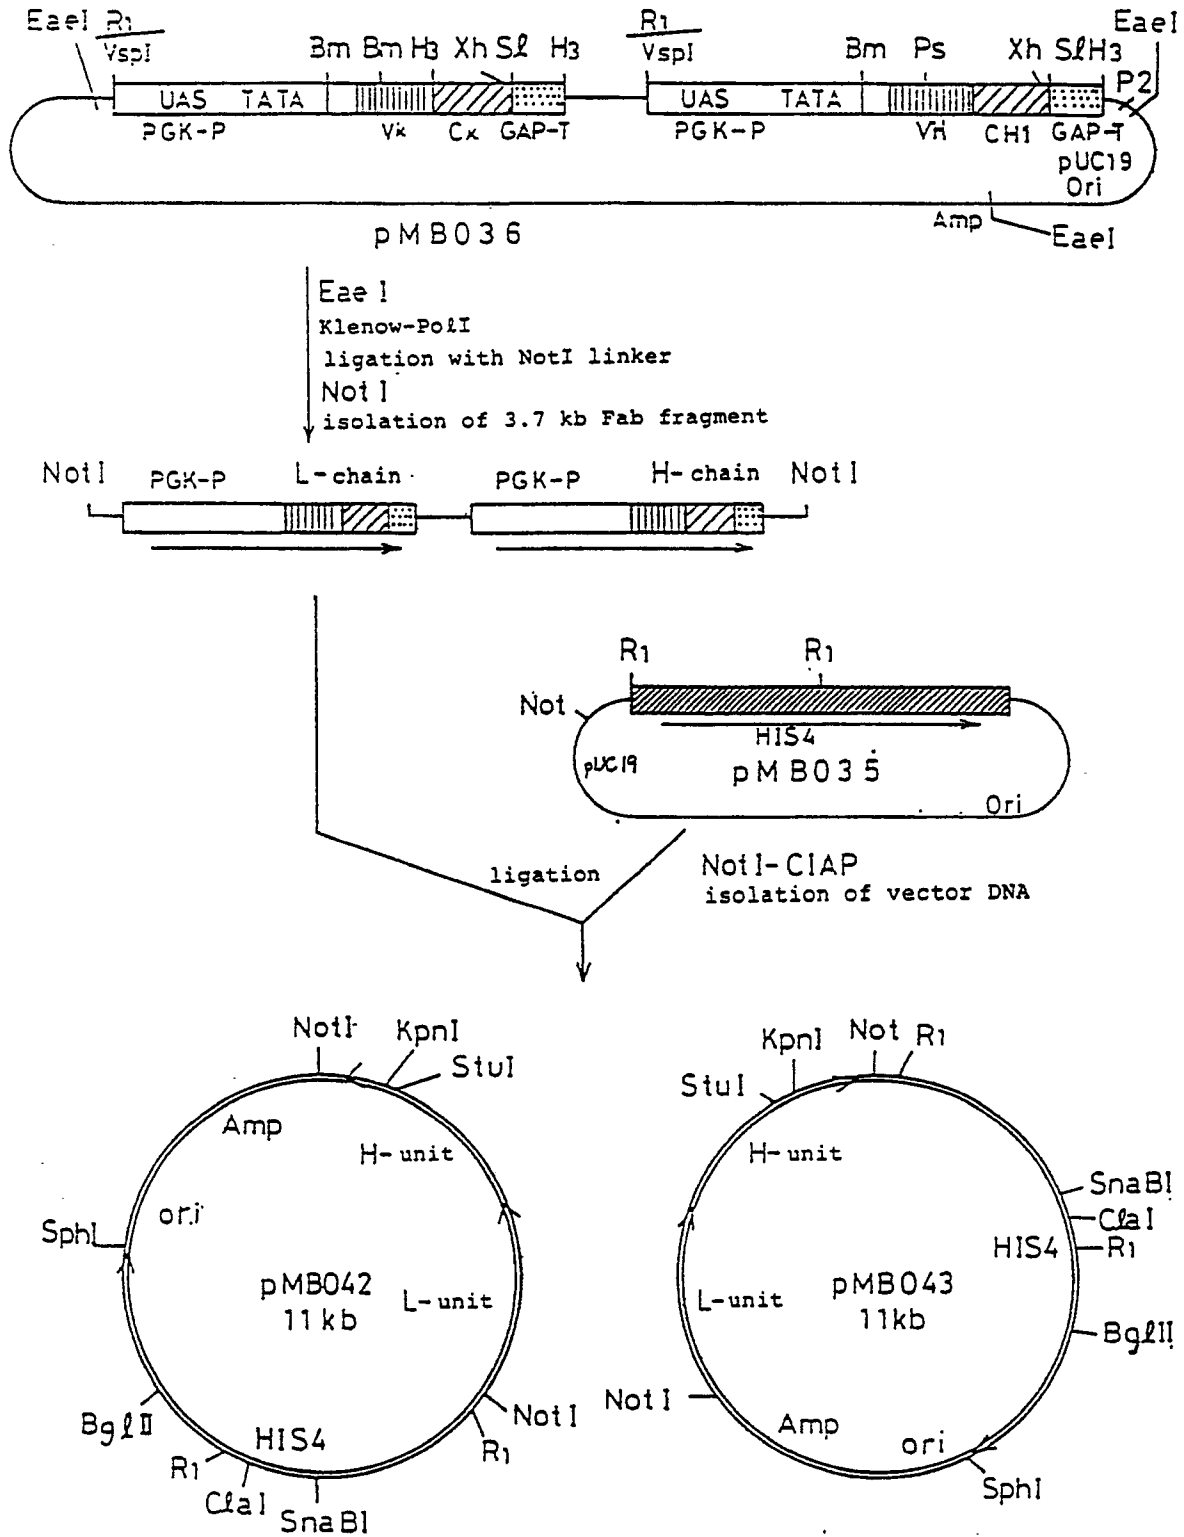 EaeI R1 R1 EaeI
VspI VspI
Bm Bm H3 Xh Sl H3 Bm Ps Xh SlH3
P2
UAS TATA UAS TATA
PGK-P Vκ Cκ GAP-T PGK-P VH CH1 GAP-T
pUC19
Ori
Amp
EaeI
pMB036
Eae I
Klenow-PolI
ligation with NotI linker
Not I
isolation of 3.7 kb Fab fragment
NotI PGK-P L-chain PGK-P H-chain NotI
R1 R1
Not
HIS4
pUC19
pMB035
Ori
NotI-CIAP
ligation
isolation of vector DNA
NotI KpnI
StuI
Amp
H-unit
ori
SphI
pMB042
11kb
L-unit
NotI
R1
BglII
HIS4
R1
ClaI
SnaBI
KpnI Not R1
StuI
H-unit
SnaBI
ClaI
HIS4 R1
pMB043
11kb
L-unit
BglII
NotI
Amp
ori
SphI